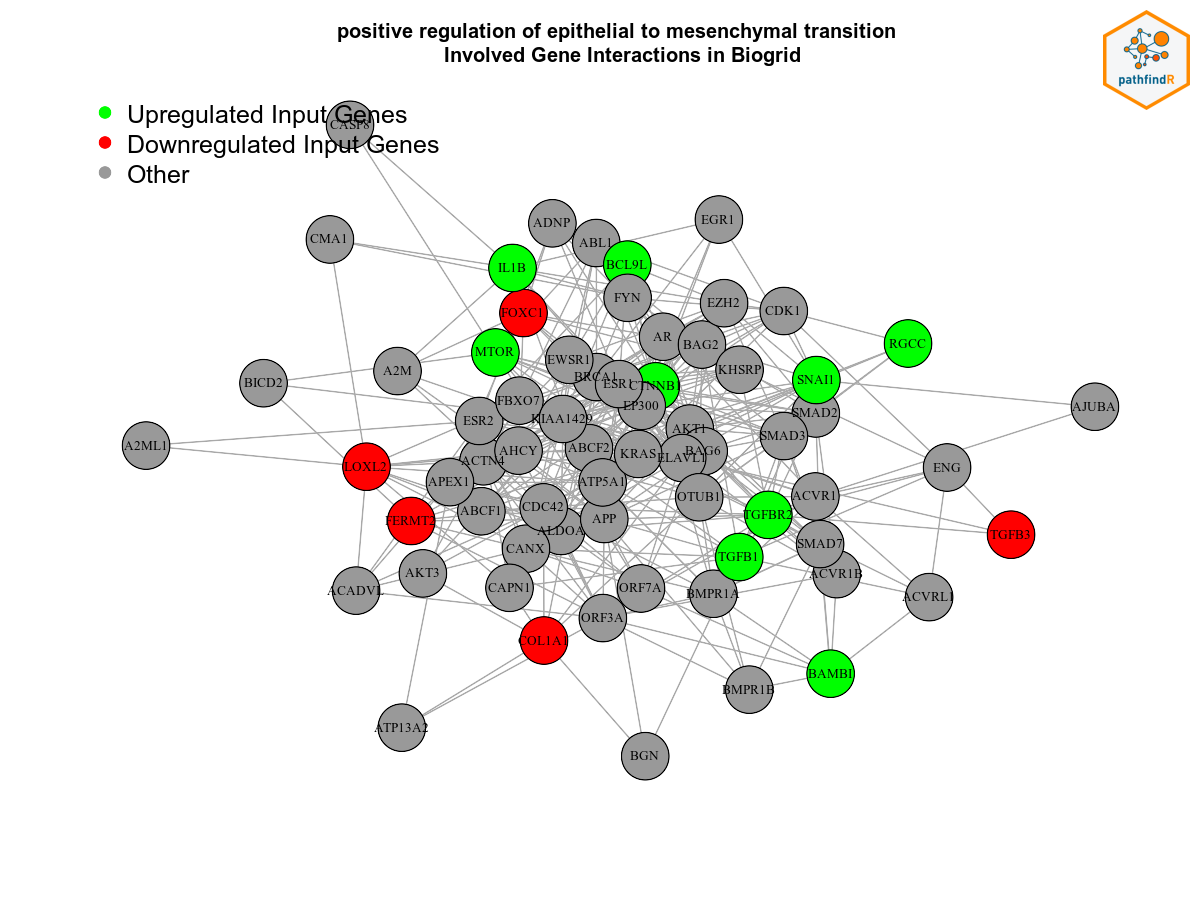 positive regulation of epithelial to mesenchymal transition
Involved Gene Interactions in Biogrid
pathfindR
Upregulated Input Genes
Downregulated Input Genes
Other
CASP8
CMA1
ADNP
EGR1
ABL1
IL1B
BCL9L
FYN
EZH2
CDK1
FOXC1
AR
BAG2
RGCC
MTOR
EWSR1
KHSRP
A2M
BICD2
BRCA1
ESR1
CTNNB1
SNAI1
FBXO7
EP300
AJUBA
ESR2
KIAA1429
AKT1
SMAD2
SMAD3
A2ML1
ABCF2
AHCY
KRAS
ELAVL1
BAG6
LOXL2
ACTN4
ENG
APEX1
ATP5A1
OTUB1
ACVR1
ABCF1
CDC42
FERMT2
APP
TGFBR2
ALDOA
TGFB3
CANX
TGFB1
SMAD7
AKT3
ACVR1B
ACADVL
CAPN1
ORF7A
BMPR1A
ACVRL1
ORF3A
COL1A1
BAMBI
BMPR1B
ATP13A2
BGN